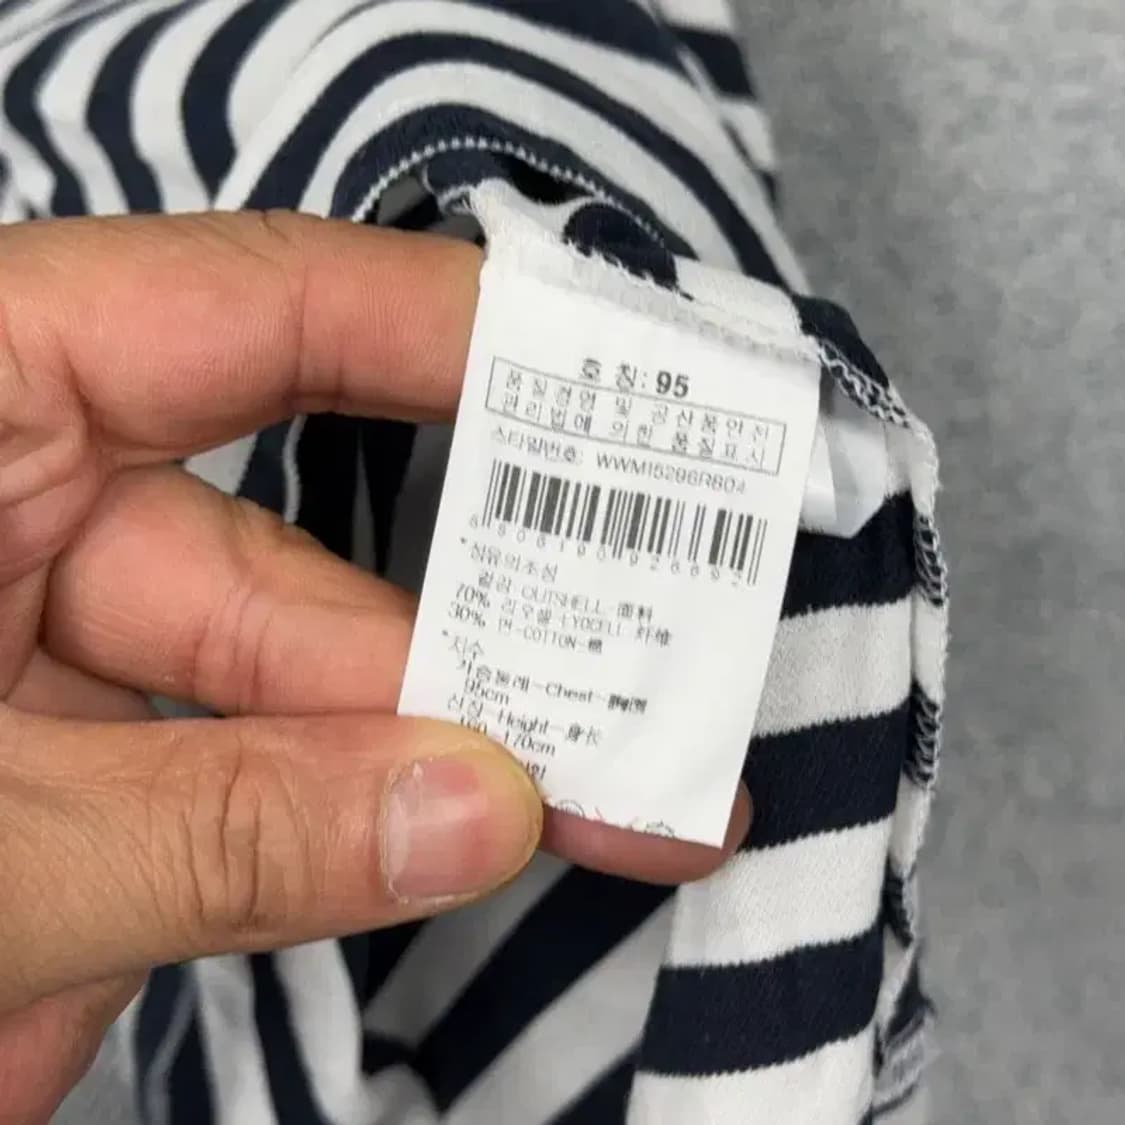 호 칭: 95
품질경영 및 공산품안전
관리법에 의한 품질표시
스타일번호: WWM15296R804
*섬유의조성
겉감 OUTSHELL 面料
70% 리오셀 LYOCELL 纤维
30% 면-COTTON-棉
*치수
가슴둘레-Chest-胸围
95cm
신장-Height-身长
170cm